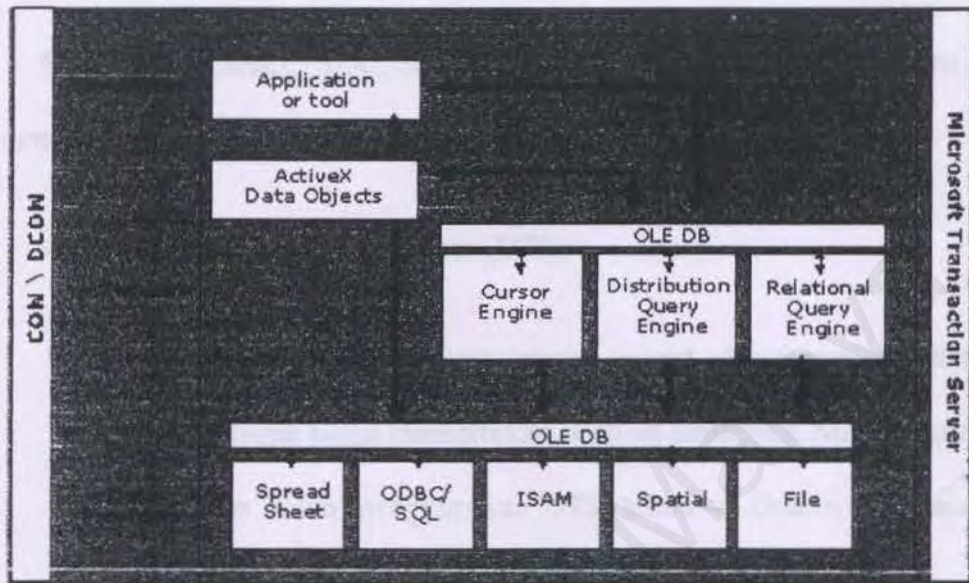 COM \ DCOM
Application
or tool
ActiveX
Data Objects
OLE DB
Cursor
Engine
Distribution
Query
Engine
Relational
Query
Engine
OLE DB
Spread
Sheet
ODBC/
SQL
ISAM
Spatial
File
Microsoft Transaction Server